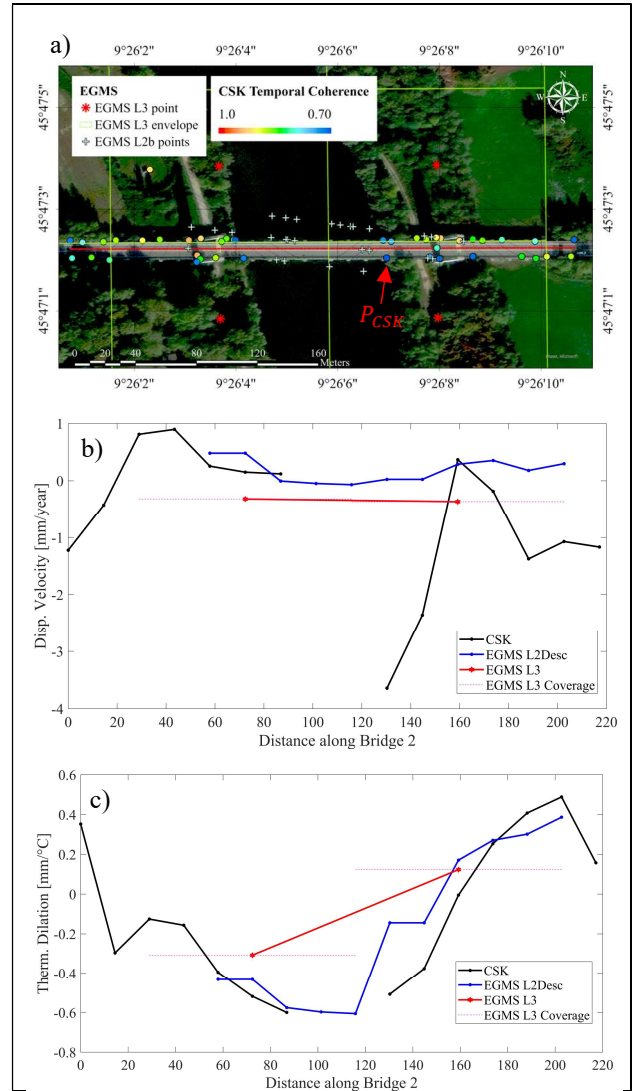 a)
9°26'2" 9°26'4" 9°26'6" 9°26'8" 9°26'10"
EGMS
EGMS L3 point
EGMS L3 envelope
EGMS L2b points
CSK Temporal Coherence
1.0 0.70
N
W E
S
45°47'5" 45°47'5"
45°47'3" 45°47'3"
45°47'1" 45°47'1"
P_CSK
0 20 40 80 120 160
Meters
9°26'2" 9°26'4" 9°26'6" 9°26'8" 9°26'10"
b)
Disp. Velocity [mm/year]
1
0
-1
-2
-3
-4
CSK
EGMS L2Desc
EGMS L3
EGMS L3 Coverage
0 20 40 60 80 100 120 140 160 180 200 217
Distance along Bridge 2
c)
Therm. Dilation [mm/°C]
0.6
0.4
0.2
0
-0.2
-0.4
-0.6
-0.8
CSK
EGMS L2Desc
EGMS L3
EGMS L3 Coverage
0 20 40 60 80 100 120 140 160 180 200 217
Distance along Bridge 2